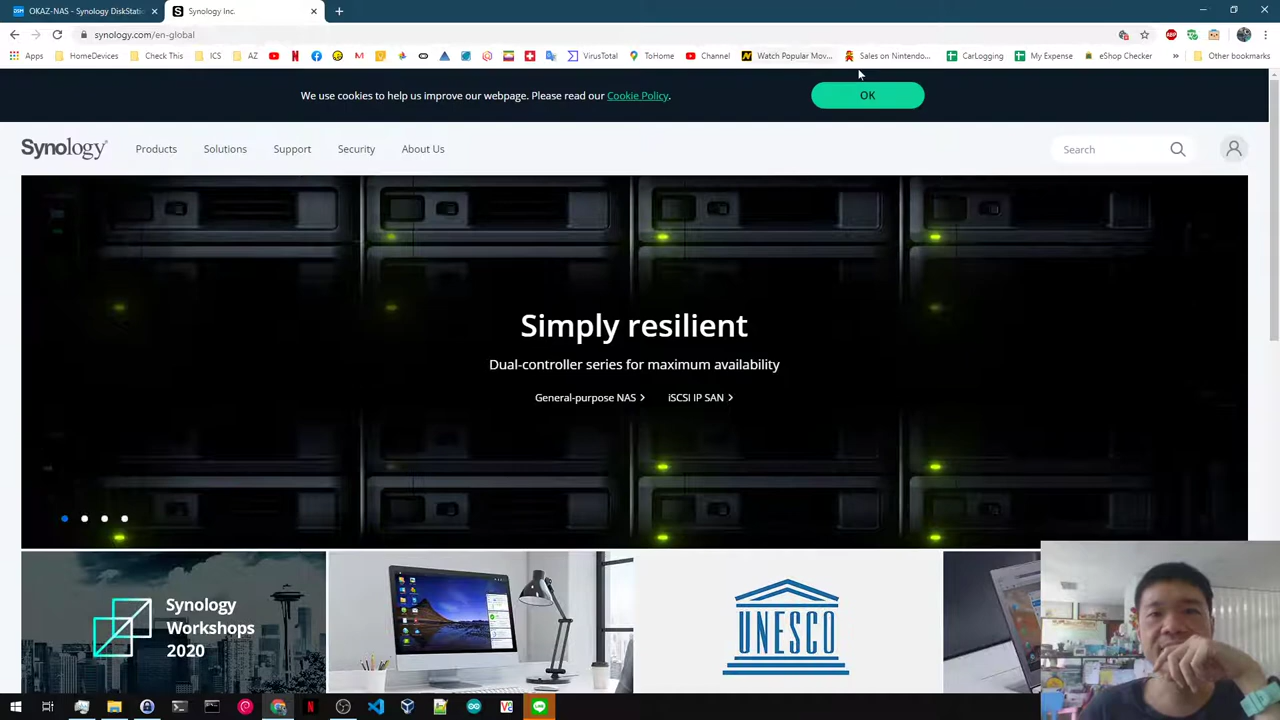 OKAZ-NAS - Synology DiskStati
Synology Inc.
synology.com/en-global
Apps
HomeDevices
Check This
ICS
AZ
VirusTotal
ToHome
Channel
Watch Popular Mov...
Sales on Nintendo...
CarLogging
My Expense
eShop Checker
Other bookmarks
We use cookies to help us improve our webpage. Please read our Cookie Policy.
OK
Synology
Products
Solutions
Support
Security
About Us
Search
Simply resilient
Dual-controller series for maximum availability
General-purpose NAS
iSCSI IP SAN
Synology
Workshops
2020
UNESCO